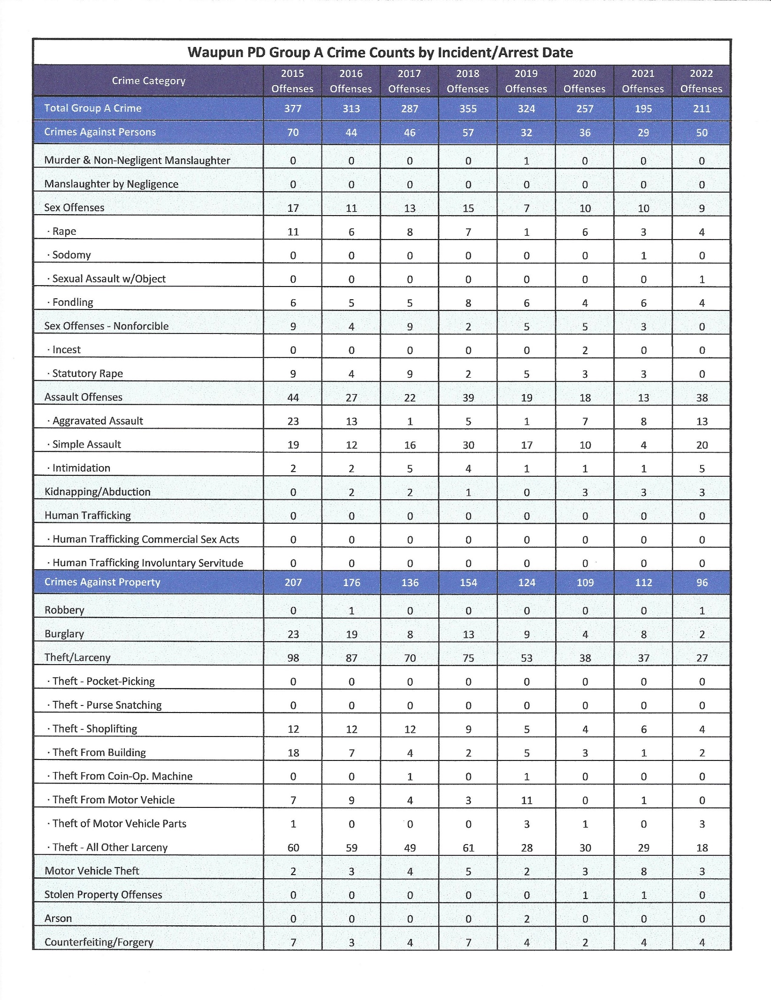 Waupun PD Group A Crime Counts by Incident/Arrest Date
Crime Category 2015 Offenses 2016 Offenses 2017 Offenses 2018 Offenses 2019 Offenses 2020 Offenses 2021 Offenses 2022 Offenses
Total Group A Crime 377 313 287 355 324 257 195 211
Crimes Against Persons 70 44 46 57 32 36 29 50
Murder & Non-Negligent Manslaughter 0 0 0 0 1 0 0 0
Manslaughter by Negligence 0 0 0 0 0 0 0 0
Sex Offenses 17 11 13 15 7 10 10 9
· Rape 11 6 8 7 1 6 3 4
· Sodomy 0 0 0 0 0 0 1 0
· Sexual Assault w/Object 0 0 0 0 0 0 0 1
· Fondling 6 5 5 8 6 4 6 4
Sex Offenses - Nonforcible 9 4 9 2 5 5 3 0
· Incest 0 0 0 0 0 2 0 0
· Statutory Rape 9 4 9 2 5 3 3 0
Assault Offenses 44 27 22 39 19 18 13 38
· Aggravated Assault 23 13 1 5 1 7 8 13
· Simple Assault 19 12 16 30 17 10 4 20
· Intimidation 2 2 5 4 1 1 1 5
Kidnapping/Abduction 0 2 2 1 0 3 3 3
Human Trafficking 0 0 0 0 0 0 0 0
· Human Trafficking Commercial Sex Acts 0 0 0 0 0 0 0 0
· Human Trafficking Involuntary Servitude 0 0 0 0 0 0 0 0
Crimes Against Property 207 176 136 154 124 109 112 96
Robbery 0 1 0 0 0 0 0 1
Burglary 23 19 8 13 9 4 8 2
Theft/Larceny 98 87 70 75 53 38 37 27
· Theft - Pocket-Picking 0 0 0 0 0 0 0 0
· Theft - Purse Snatching 0 0 0 0 0 0 0 0
· Theft - Shoplifting 12 12 12 9 5 4 6 4
· Theft From Building 18 7 4 2 5 3 1 2
· Theft From Coin-Op. Machine 0 0 1 0 1 0 0 0
· Theft From Motor Vehicle 7 9 4 3 11 0 1 0
· Theft of Motor Vehicle Parts 1 0 0 0 3 1 0 3
· Theft - All Other Larceny 60 59 49 61 28 30 29 18
Motor Vehicle Theft 2 3 4 5 2 3 8 3
Stolen Property Offenses 0 0 0 0 0 1 1 0
Arson 0 0 0 0 2 0 0 0
Counterfeiting/Forgery 7 3 4 7 4 2 4 4